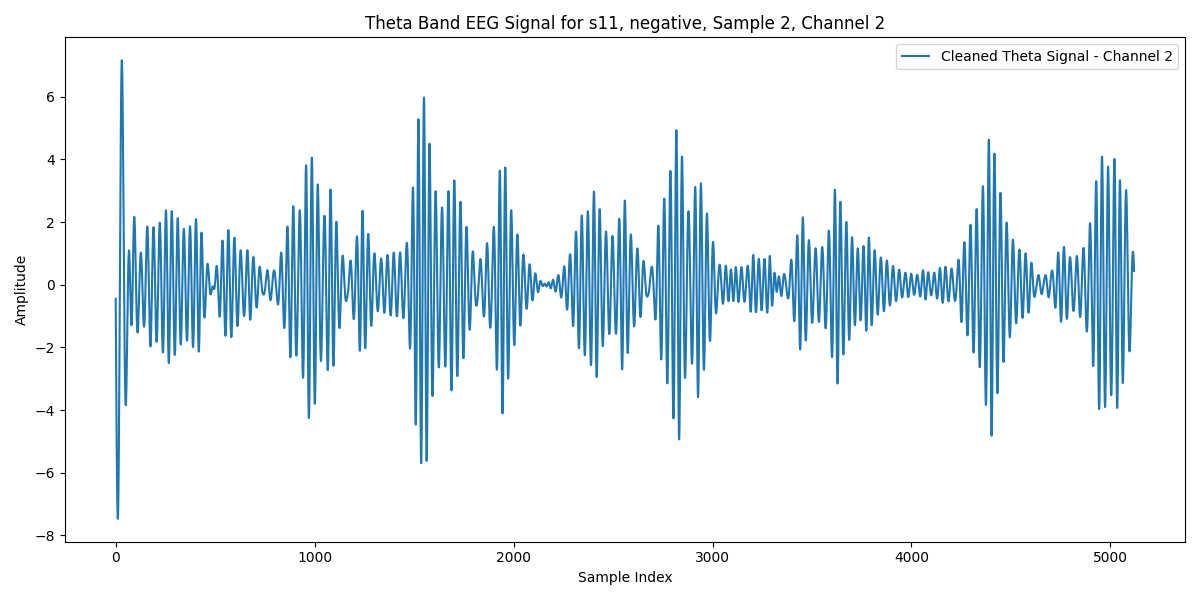 Theta Band EEG Signal for s11, negative, Sample 2, Channel 2
Cleaned Theta Signal - Channel 2
Amplitude
6
4
2
0
−2
−4
−6
−8
0 1000 2000 3000 4000 5000
Sample Index